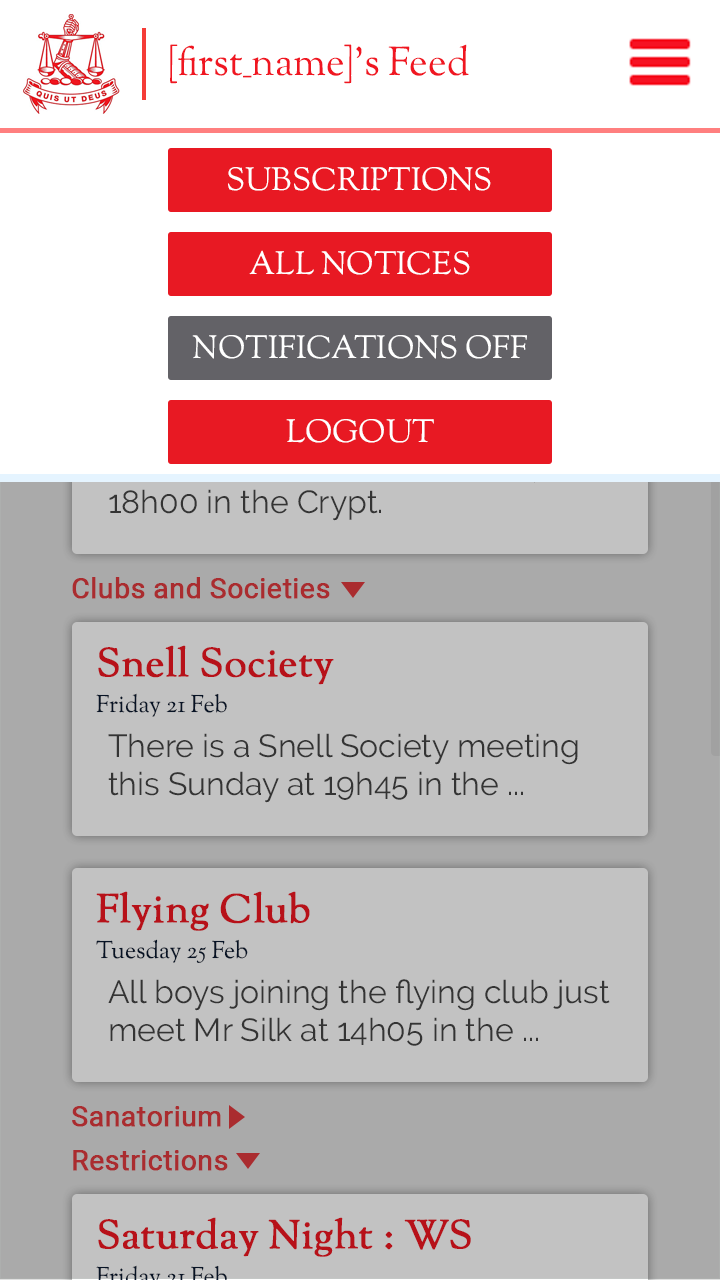 QUIS UT DEUS
[first_name]’s Feed
SUBSCRIPTIONS
ALL NOTICES
NOTIFICATIONS OFF
LOGOUT
18h00 in the Crypt.
Clubs and Societies
Snell Society
Friday 21 Feb
There is a Snell Society meeting
this Sunday at 19h45 in the ...
Flying Club
Tuesday 25 Feb
All boys joining the flying club just
meet Mr Silk at 14h05 in the ...
Sanatorium
Restrictions
Saturday Night : WS
Friday 21 Feb